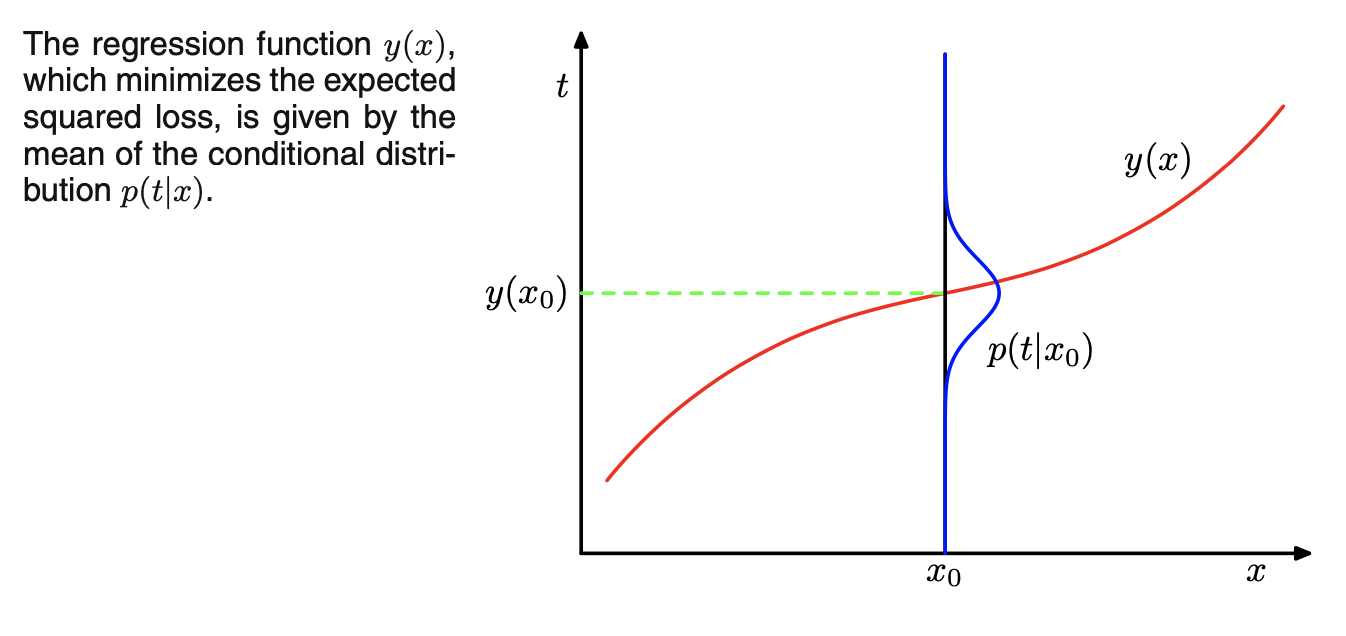 The regression function y(x),
which minimizes the expected
squared loss, is given by the
mean of the conditional distri-
bution p(t|x).
t
y(x)
y(x₀)
p(t|x₀)
x₀
x